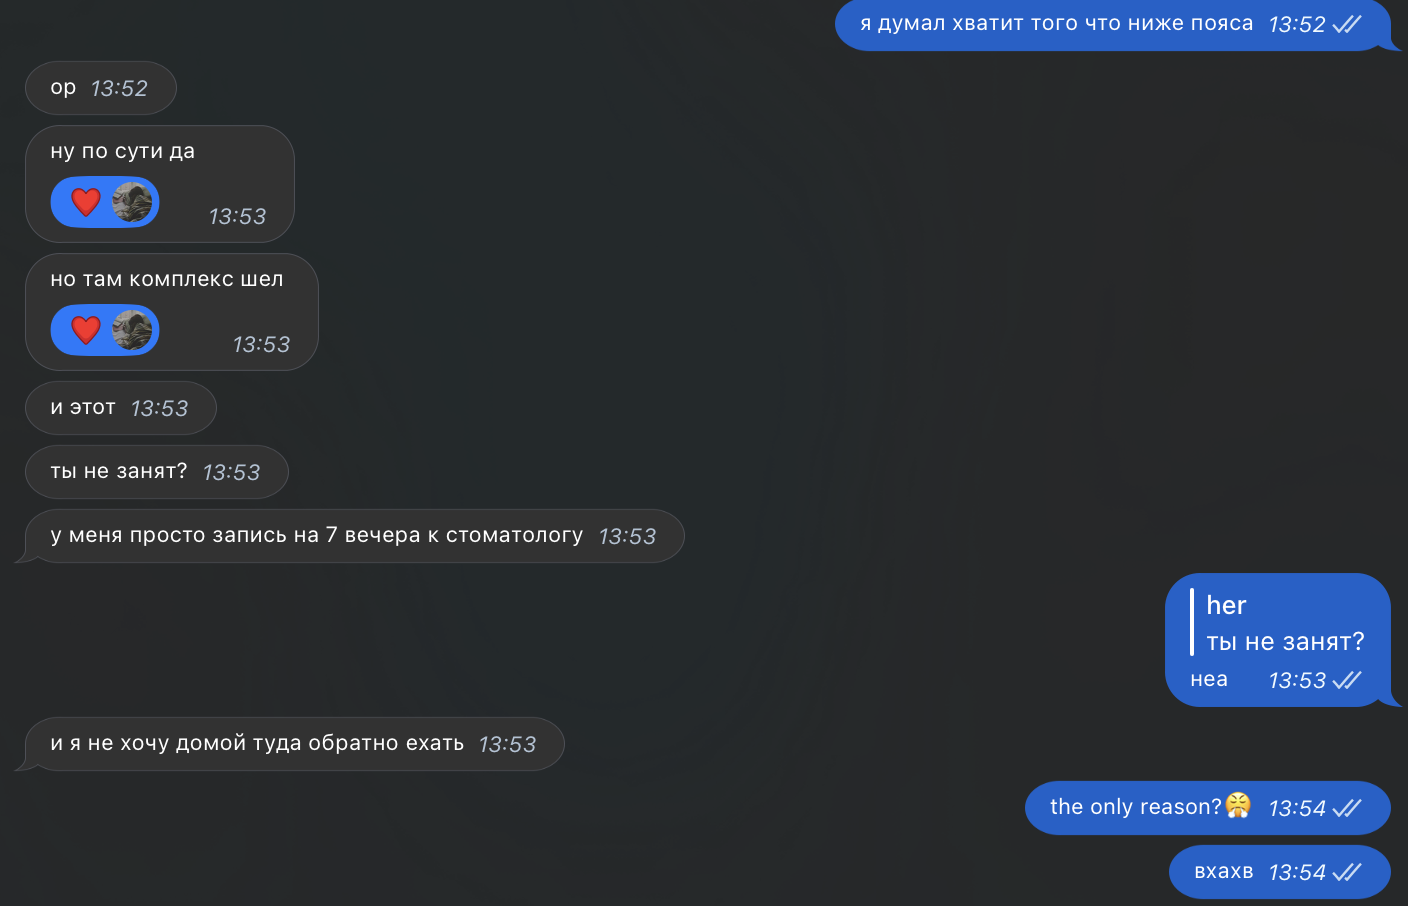 я думал хватит того что ниже пояса 13:52
ор 13:52
ну по сути да
13:53
но там комплекс шел
13:53
и этот 13:53
ты не занят? 13:53
у меня просто запись на 7 вечера к стоматологу 13:53
her
ты не занят?
неа 13:53
и я не хочу домой туда обратно ехать 13:53
the only reason?😤 13:54
вхахв 13:54